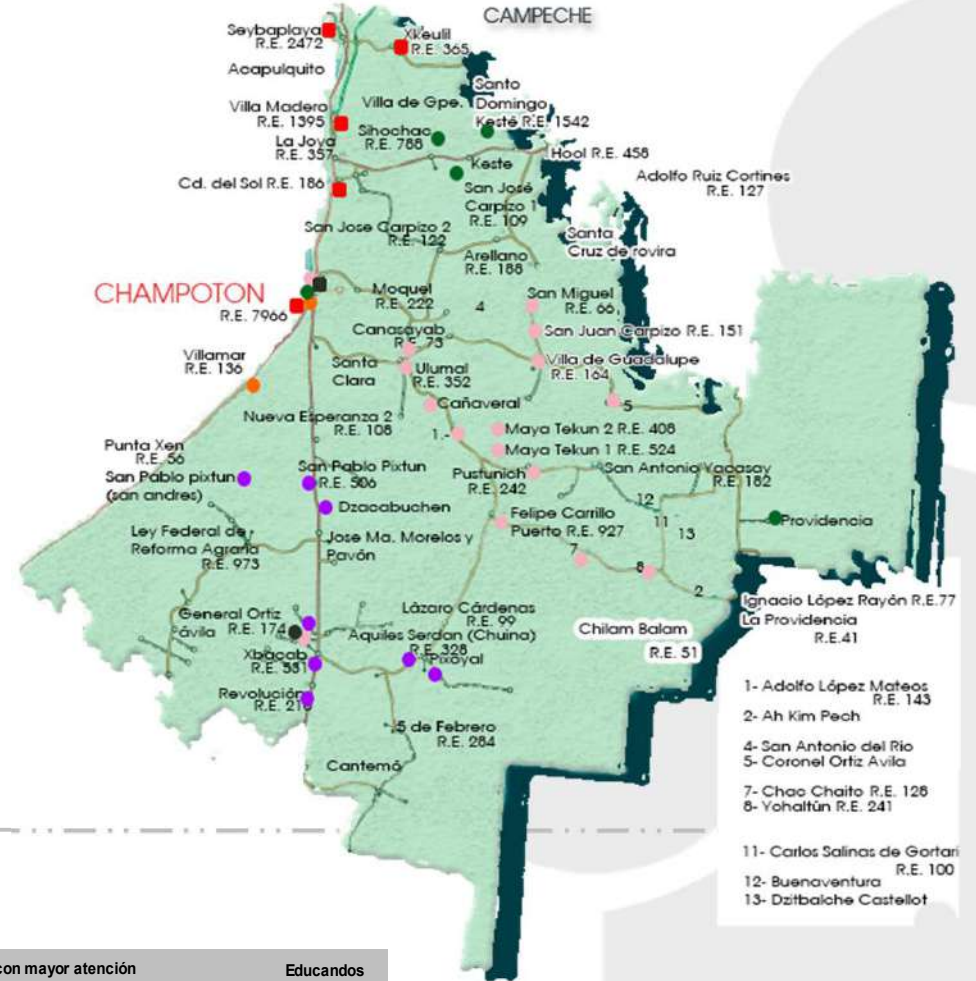 CAMPECHE
Seybaplaya
R.E. 2472
Xkeulil
R.E. 365
Acapulquito
Santo
Domingo
Kesté R.E. 1542
Villa Madero
R.E. 1395
Villa de Gpe.
Sihochac
R.E. 788
La Joya
R.E. 357
Hool R.E. 458
Keste
Cd. del Sol R.E. 186
San José
Carpizo 1
R.E. 109
Adolfo Ruiz Cortines
R.E. 127
San Jose Carpizo 2
R.E. 122
Santa
Cruz de rovira
Arellano
R.E. 188
CHAMPOTON
R.E. 7966
Moquel
R.E. 222
4
San Miguel
R.E. 66
Canasayab
R.E. 73
San Juan Carpizo R.E. 151
Villamar
R.E. 136
Santa
Clara
Ulumal
R.E. 352
Villa de Guadalupe
R.E. 164
Cañaveral
5
Nueva Esperanza 2
R.E. 108
1.-
Maya Tekun 2 R.E. 408
Maya Tekun 1 R.E. 524
Punta Xen
R.E. 56
San Pablo pixtun
(san andres)
San Pablo Pixtun
R.E. 506
Pustunich
R.E. 242
San Antonio Yacasay
R.E. 182
Dzacabuchen
12
11
13
Felipe Carrillo
Puerto R.E. 927
Providencia
Ley Federal de
Reforma Agraria
R.E. 973
Jose Ma. Morelos y
Pavón
7
8
2
Ignacio López Rayón R.E.77
La Providencia
R.E.41
General Ortiz
ávila R.E. 174
Lázaro Cárdenas
R.E. 99
Chilam Balam
R.E. 51
Aquiles Serdan (Chuina)
R.E. 328
Xbacab
R.E. 531
Pixoyal
Revolución
5 de Febrero
R.E. 284
Cantemó
1- Adolfo López Mateos
R.E. 143
2- Ah Kim Pech
4- San Antonio del Rio
5- Coronel Ortiz Avila
7- Chac Chaito R.E. 128
8- Yohaltún R.E. 241
11- Carlos Salinas de Gortari
R.E. 100
12- Buenaventura
13- Dzitbalche Castellot
con mayor atención Educandos